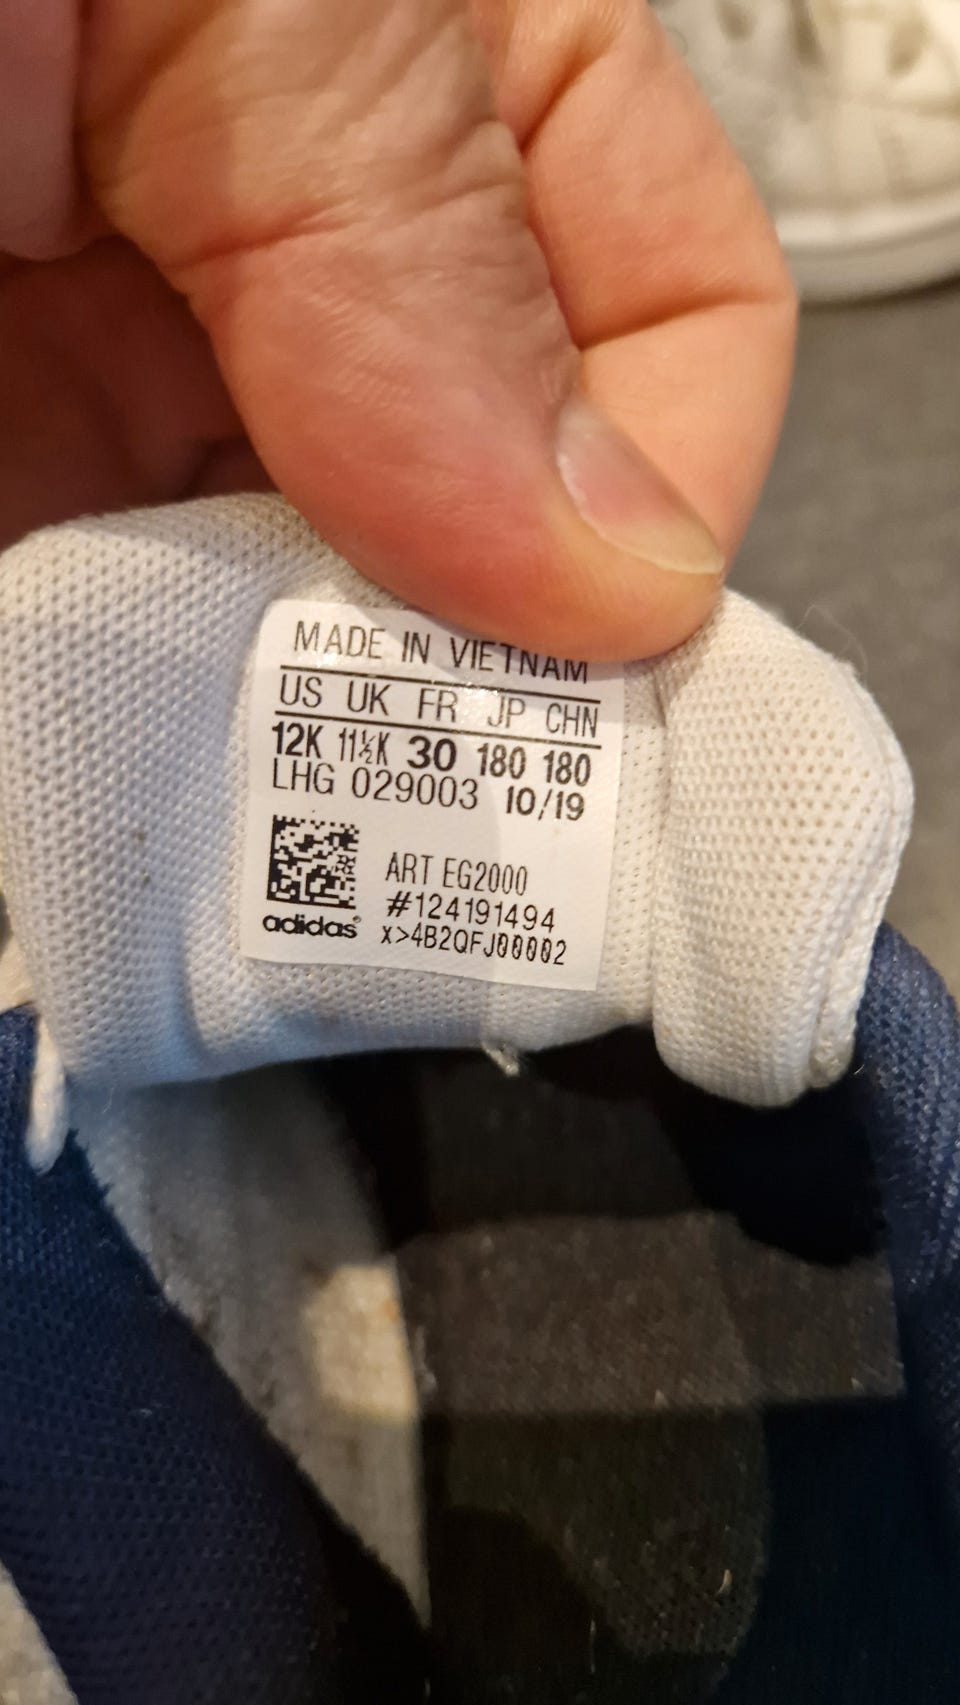 MADE IN VIETNAM
US UK FR JP CHN
12K 11½K 30 180 180
LHG 029003 10/19
ART EG2000
#124191494
adidas® x>4B2QFJ00002